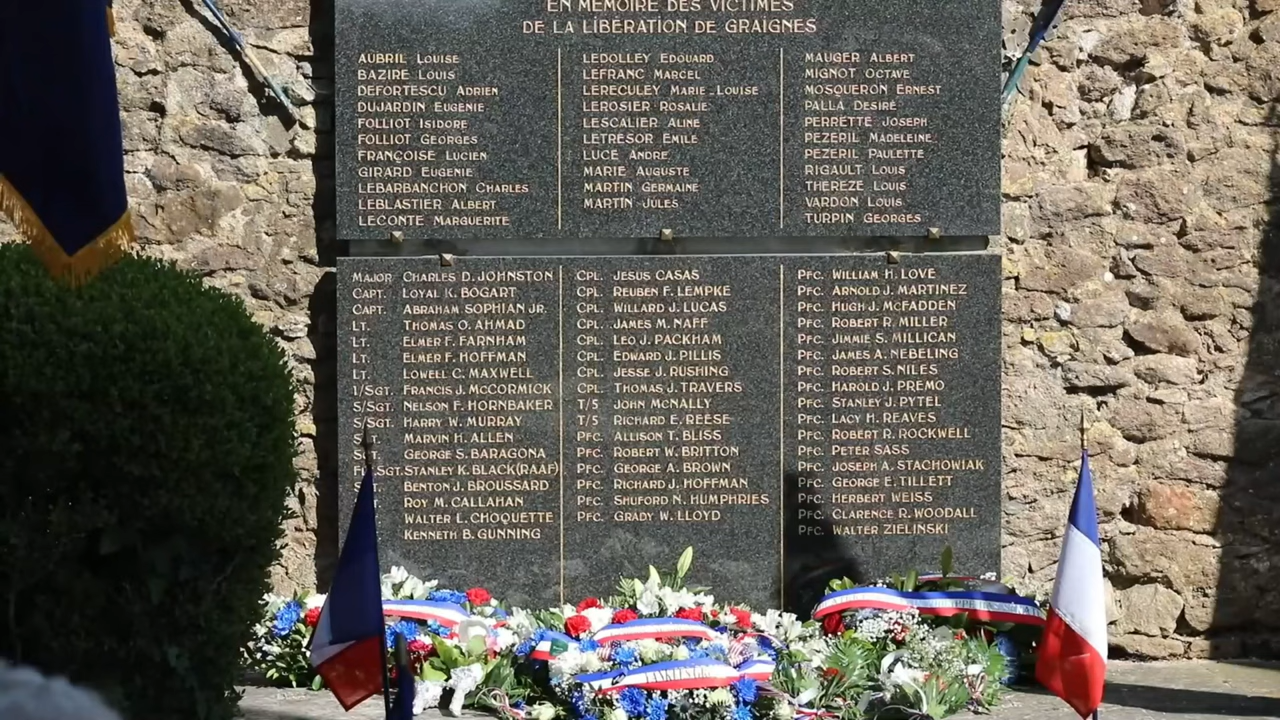 EN MÉMOIRE DES VICTIMES
DE LA LIBÉRATION DE GRAIGNES
AUBRIL LOUISE
BAZIRE LOUIS
DEFORTESCU ADRIEN
DUJARDIN EUGENIE
FOLLIOT ISIDORE
FOLLIOT GEORGES
FRANÇOISE LUCIEN
GIRARD EUGENIE
LEBARBANCHON CHARLES
LEBLASTIER ALBERT
LECONTE MARGUERITE
LEDOLLEY EDOUARD
LEFRANC MARCEL
LERECULEY MARIE-LOUISE
LEROSIER ROSALIE
LESCALIER ALINE
LETRÉSOR EMILE
LUCE ANDRE
MARIE AUGUSTE
MARTIN GERMAINE
MARTIN JULES
MAUGER ALBERT
MIGNOT OCTAVE
MOSQUERON ERNEST
PALLA DESIRÉ
PERRETTE JOSEPH
PEZERIL MADELEINE
PEZERIL PAULETTE
RIGAULT LOUIS
THEREZE LOUIS
VARDON LOUIS
TURPIN GEORGES
MAJOR CHARLES D. JOHNSTON
CAPT. LOYAL K. BOGART
CAPT. ABRAHAM SOPHIAN JR.
LT. THOMAS O. AHMAD
LT. ELMER F. FARNHAM
LT. ELMER F. HOFFMAN
LT. LOWELL C. MAXWELL
1/SGT. FRANCIS J. MCCORMICK
S/SGT. NELSON F. HORNBAKER
S/SGT. HARRY W. MURRAY
MARVIN H. ALLEN
SGT. GEORGE S. BARAGONA
STANLEY K. BLACK(RAAF)
BENTON J. BROUSSARD
ROY M. CALLAHAN
WALTER L. CHOQUETTE
KENNETH B. GUNNING
CPL. JESUS CASAS
CPL. REUBEN F. LEMPKE
CPL. WILLARD J. LUCAS
CPL. JAMES M. NAFF
CPL. LEO J. PACKHAM
CPL. EDWARD J. PILLIS
CPL. JESSE J. RUSHING
CPL. THOMAS J. TRAVERS
T/5 JOHN MCNALLY
T/5 RICHARD E. REESE
PFC. ALLISON T. BLISS
PFC. ROBERT W. BRITTON
PFC. GEORGE A. BROWN
PFC. RICHARD J. HOFFMAN
PFC. SHUFORD N. HUMPHRIES
PFC. GRADY W. LLOYD
PFC. WILLIAM H. LOVE
PFC. ARNOLD J. MARTINEZ
PFC. HUGH J. MCFADDEN
PFC. ROBERT R. MILLER
PFC. JIMMIE S. MILLICAN
PFC. JAMES A. NEBELING
PFC. ROBERT S. NILES
PFC. HAROLD J. PREMO
PFC. STANLEY J. PYTEL
PFC. LACY H. REAVES
PFC. ROBERT R. ROCKWELL
PFC. PETER SASS
PFC. JOSEPH A. STACHOWIAK
PFC. GEORGE E. TILLETT
PFC. HERBERT WEISS
PFC. CLARENCE R. WOODALL
PFC. WALTER ZIELINSKI